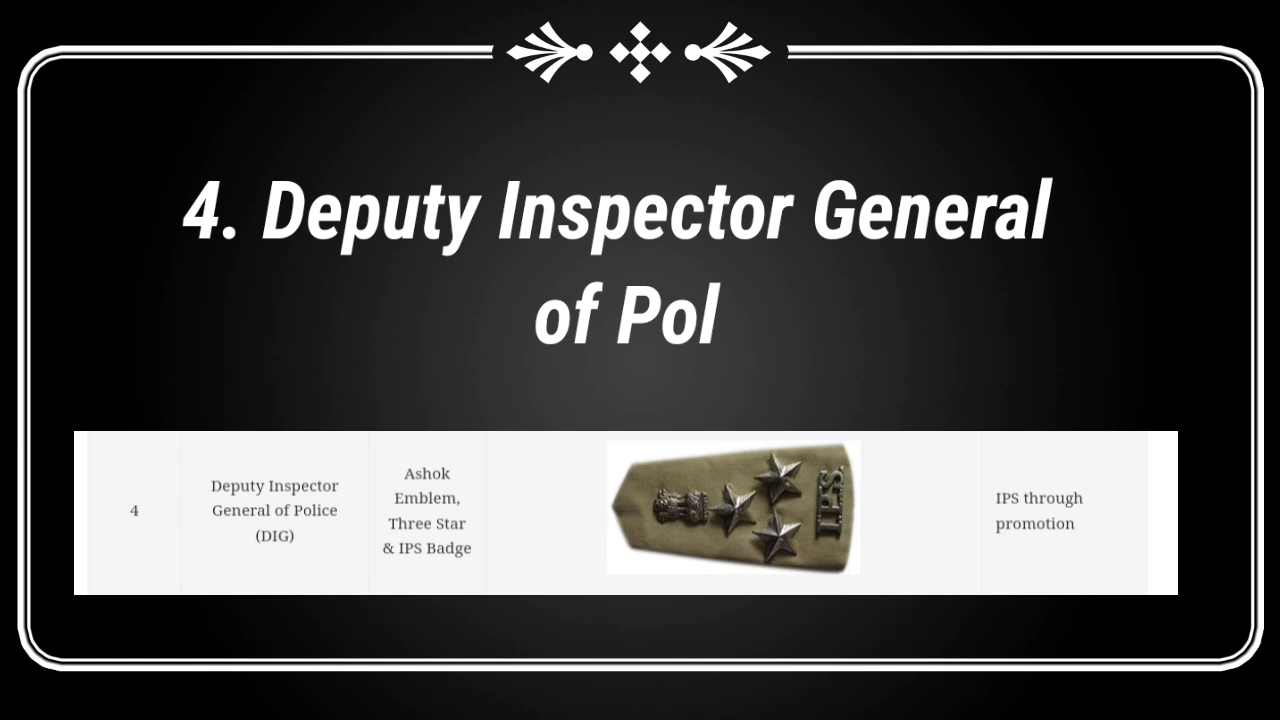 4. Deputy Inspector General
of Pol
4
Deputy Inspector
General of Police
(DIG)
Ashok
Emblem,
Three Star
& IPS Badge
I.P.S.
IPS through
promotion